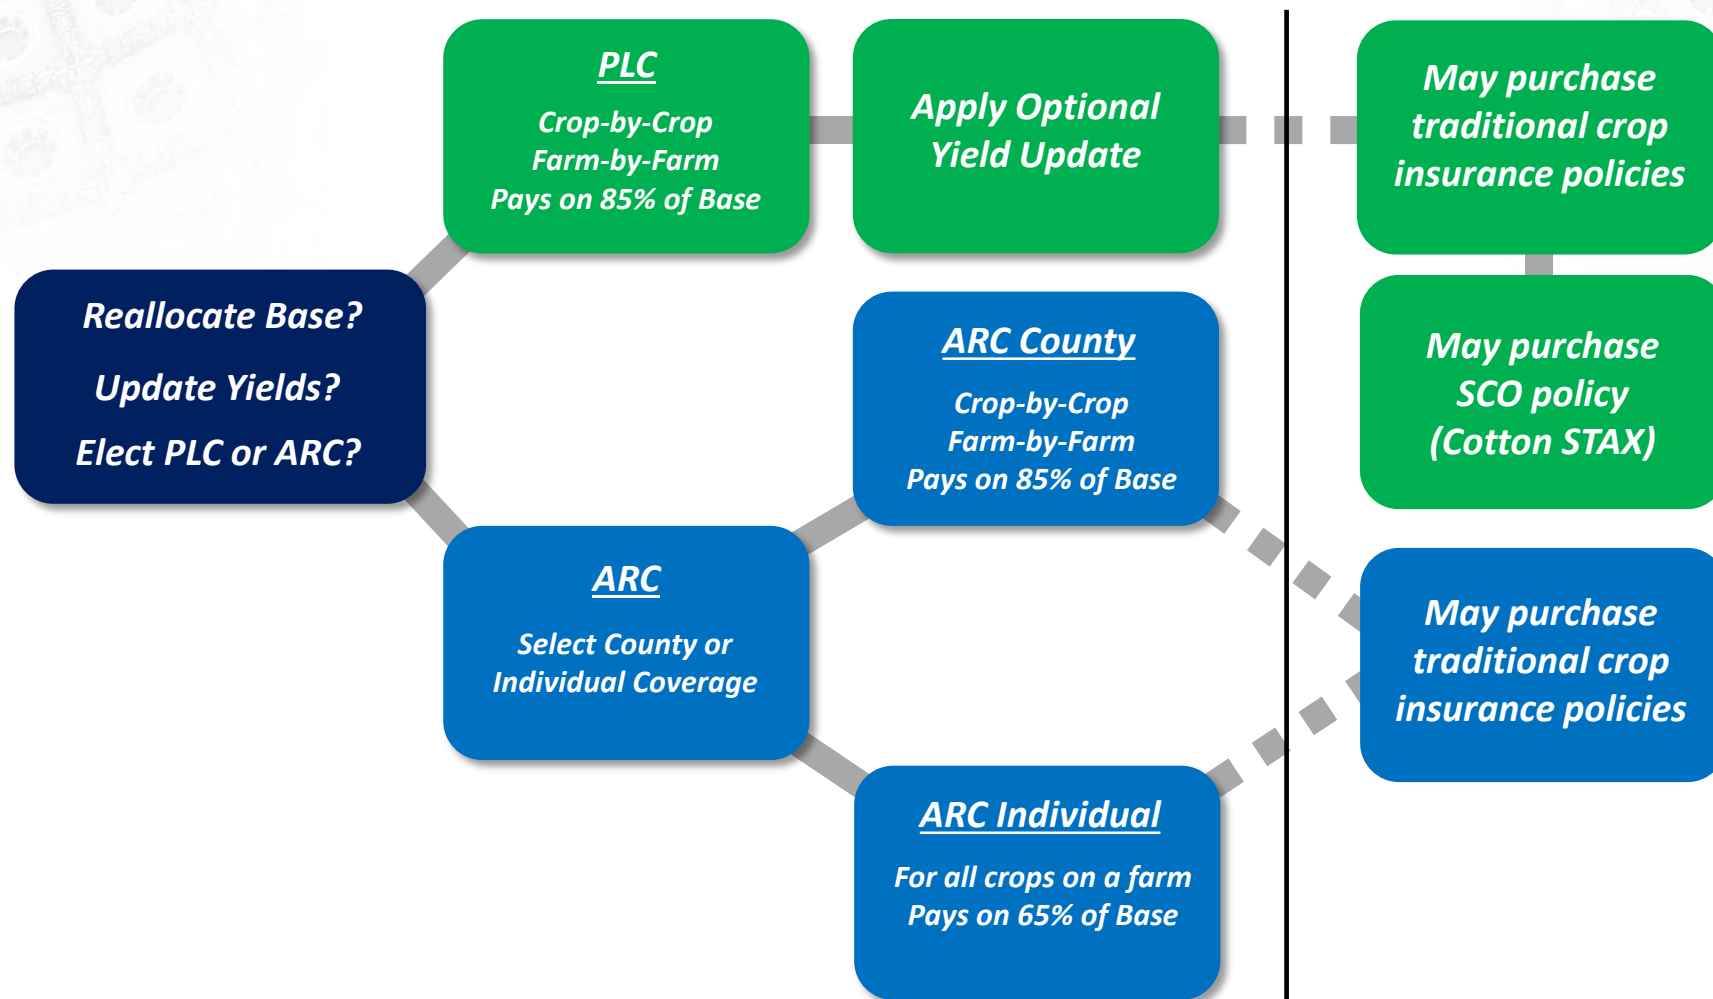 Reallocate Base?
Update Yields?
Elect PLC or ARC?
PLC
Crop-by-Crop
Farm-by-Farm
Pays on 85% of Base
Apply Optional
Yield Update
May purchase
traditional crop
insurance policies
May purchase
SCO policy
(Cotton STAX)
ARC
Select County or
Individual Coverage
ARC County
Crop-by-Crop
Farm-by-Farm
Pays on 85% of Base
ARC Individual
For all crops on a farm
Pays on 65% of Base
May purchase
traditional crop
insurance policies